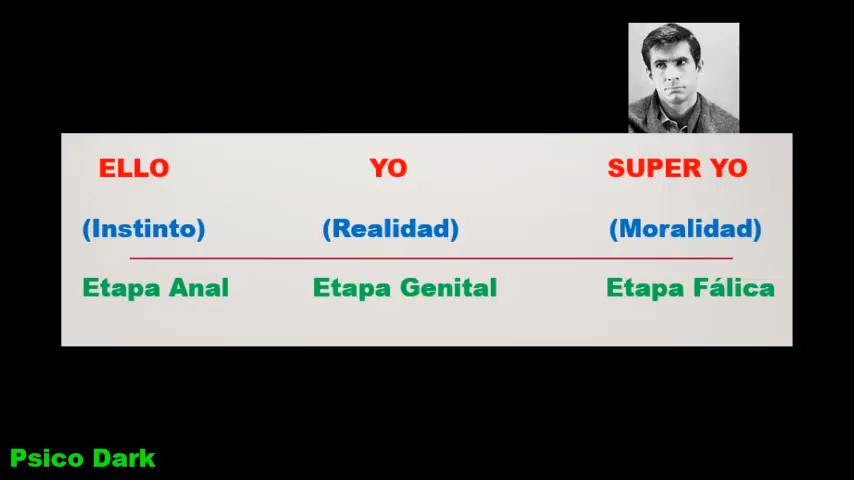 ELLO YO SUPER YO
(Instinto) (Realidad) (Moralidad)
Etapa Anal Etapa Genital Etapa Fálica
Psico Dark